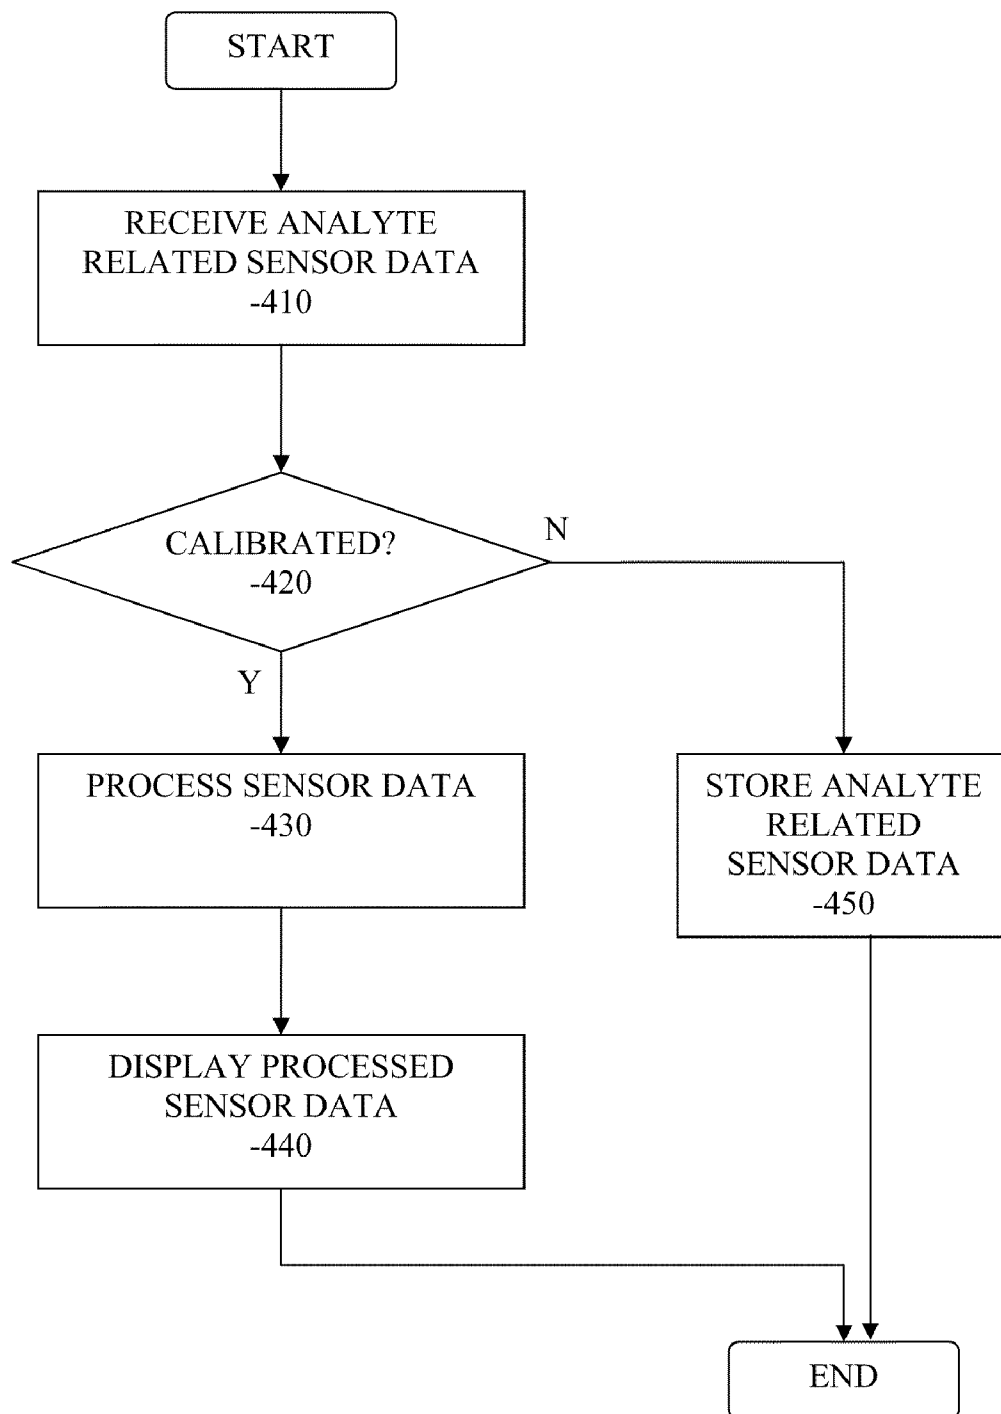 START
RECEIVE ANALYTE
RELATED SENSOR DATA
-410
CALIBRATED?
-420
N
Y
PROCESS SENSOR DATA
-430
STORE ANALYTE
RELATED
SENSOR DATA
-450
DISPLAY PROCESSED
SENSOR DATA
-440
END